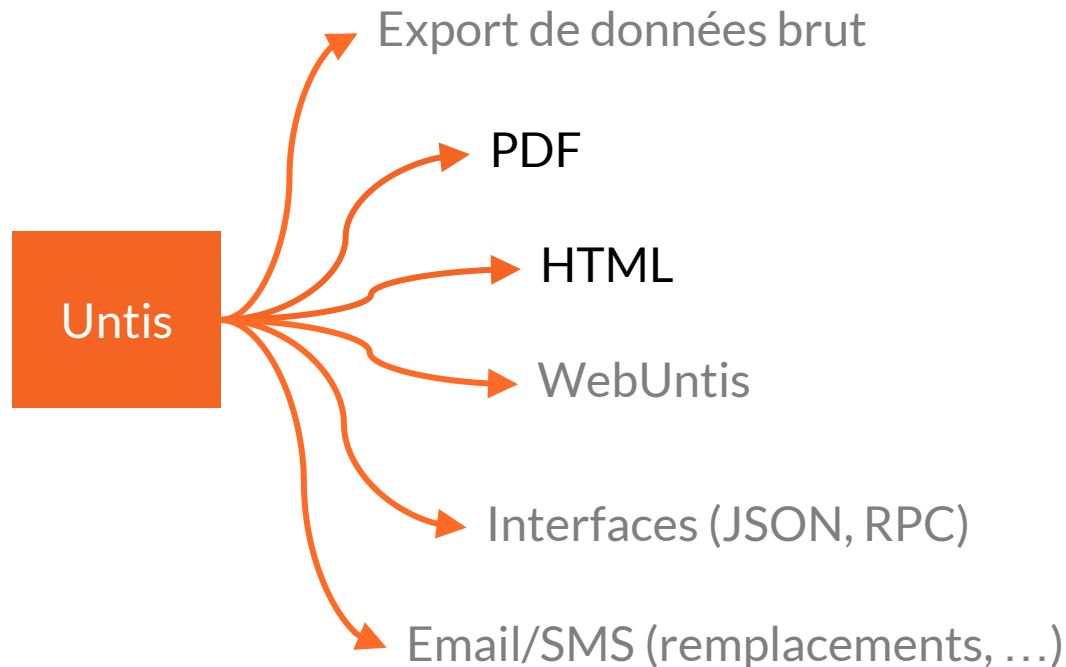 Export de données brut
PDF
HTML
Untis
WebUntis
Interfaces (JSON, RPC)
Email/SMS (remplacements, …)